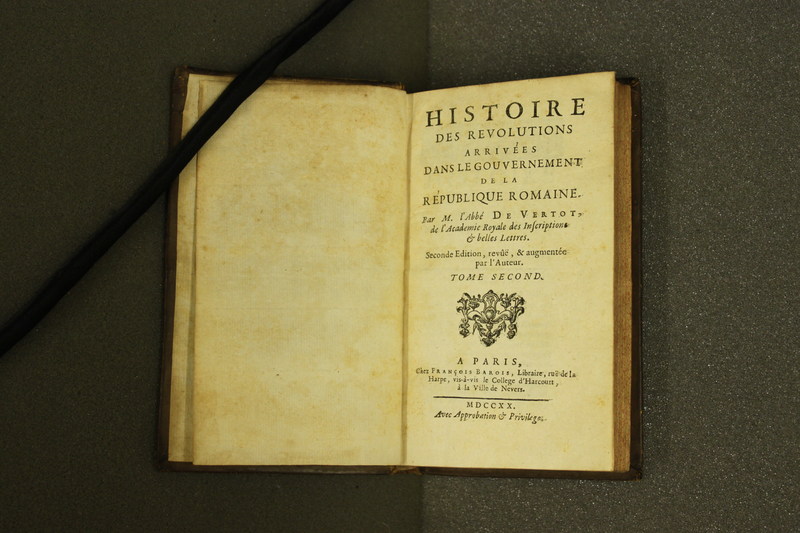 HISTOIRE
DES REVOLUTIONS
ARRIVÉES
DANS LE GOUVERNEMENT
DE LA
RÉPUBLIQUE ROMAINE.
Par M. l'Abbé DE VERTOT,
de l'Academie Royale des Inſcriptions
& belles Lettres.
Seconde Edition, revûë, & augmentée
par l'Auteur.
TOME SECOND.
A PARIS,
Chez FRANÇOIS BAROIS, Libraire, ruë de la
Harpe, vis-à-vis le College d'Harcourt,
à la Ville de Nevers.
MDCCXX.
Avec Approbation & Privilege.